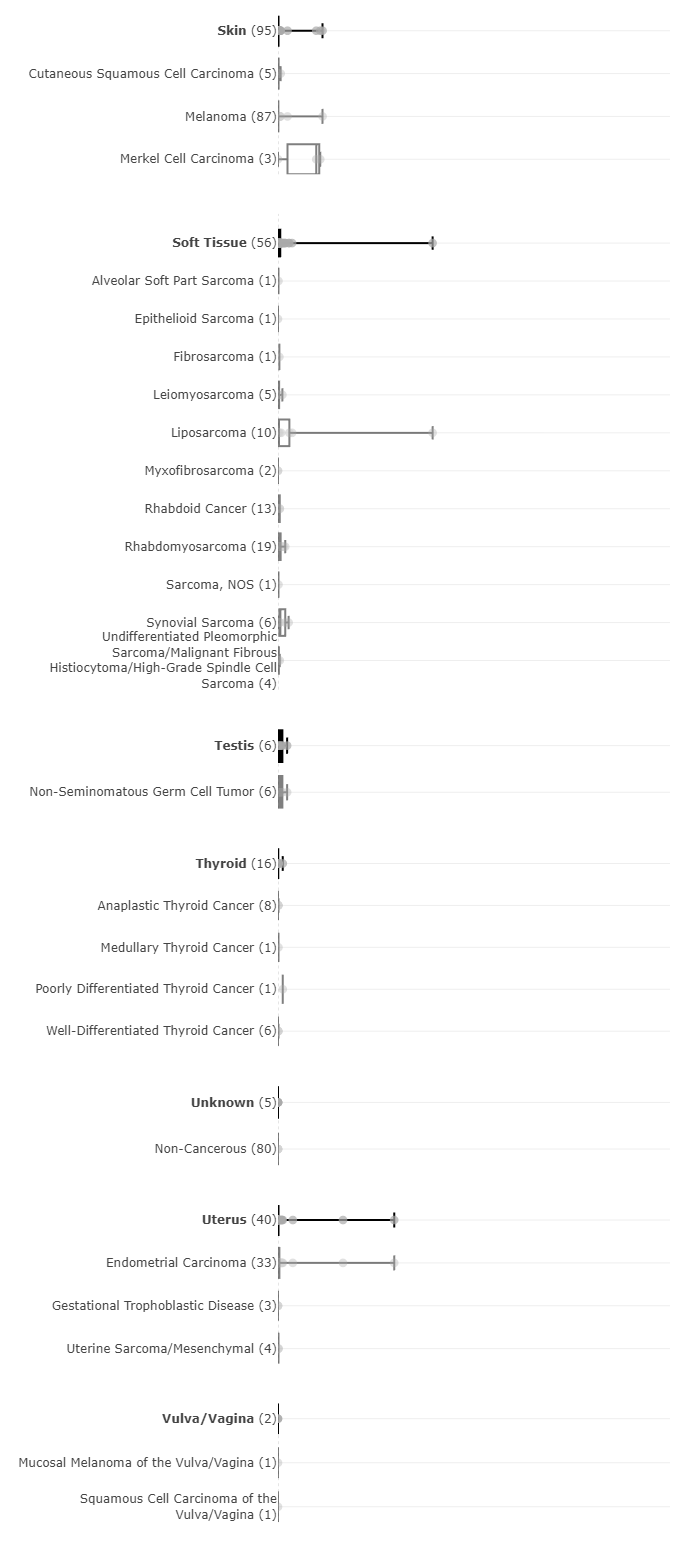 Skin (95)
Cutaneous Squamous Cell Carcinoma (5)
Melanoma (87)
Merkel Cell Carcinoma (3)
Soft Tissue (56)
Alveolar Soft Part Sarcoma (1)
Epithelioid Sarcoma (1)
Fibrosarcoma (1)
Leiomyosarcoma (5)
Liposarcoma (10)
Myxofibrosarcoma (2)
Rhabdoid Cancer (13)
Rhabdomyosarcoma (19)
Sarcoma, NOS (1)
Synovial Sarcoma (6)
Undifferentiated Pleomorphic
Sarcoma/Malignant Fibrous
Histiocytoma/High-Grade Spindle Cell
Sarcoma (4)
Testis (6)
Non-Seminomatous Germ Cell Tumor (6)
Thyroid (16)
Anaplastic Thyroid Cancer (8)
Medullary Thyroid Cancer (1)
Poorly Differentiated Thyroid Cancer (1)
Well-Differentiated Thyroid Cancer (6)
Unknown (5)
Non-Cancerous (80)
Uterus (40)
Endometrial Carcinoma (33)
Gestational Trophoblastic Disease (3)
Uterine Sarcoma/Mesenchymal (4)
Vulva/Vagina (2)
Mucosal Melanoma of the Vulva/Vagina (1)
Squamous Cell Carcinoma of the
Vulva/Vagina (1)